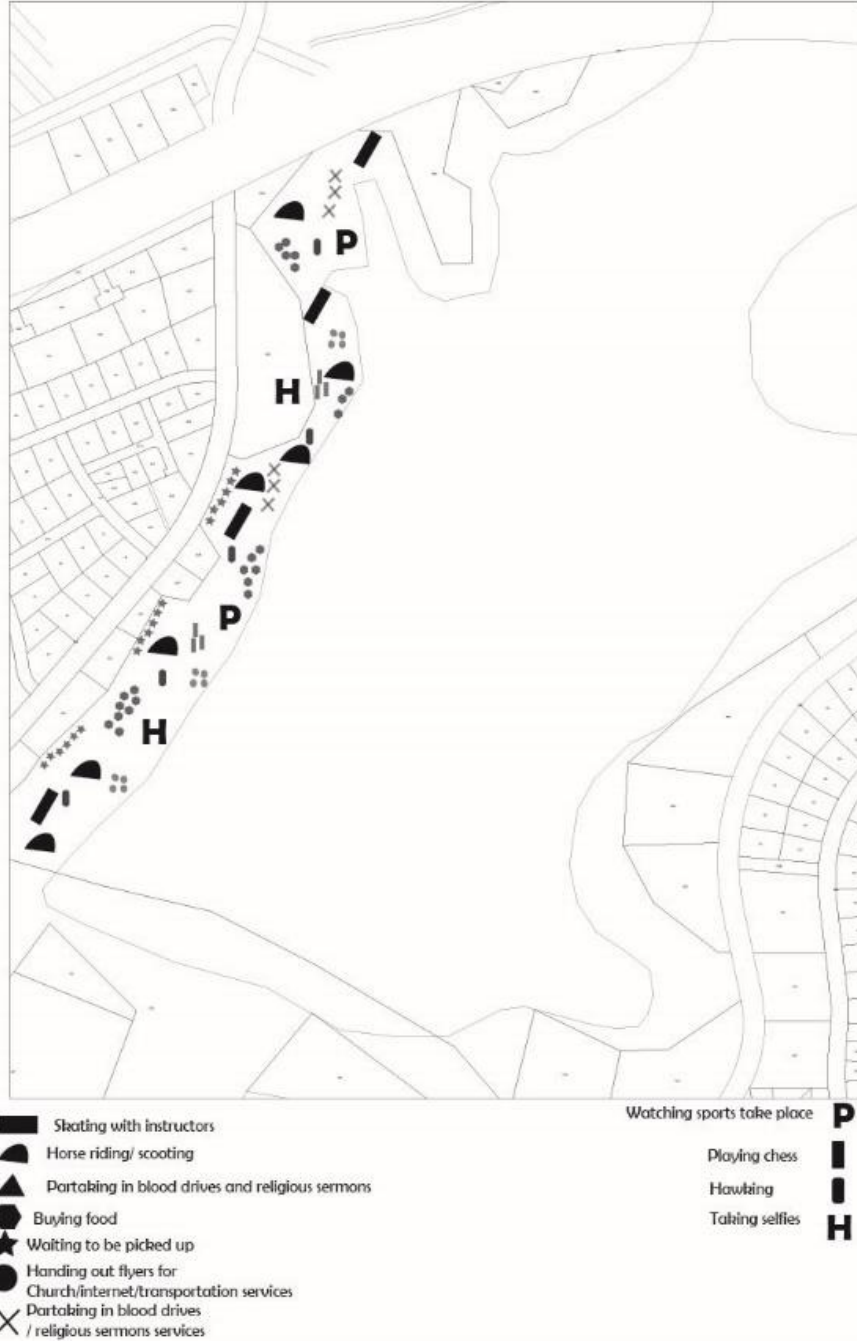 P
H
P
H
Skating with instructors
Horse riding/ scooting
Partaking in blood drives and religious sermons
Buying food
Waiting to be picked up
Handing out flyers for
Church/internet/transportation services
Partaking in blood drives
/ religious sermons services
Watching sports take place P
Playing chess
Hawking
Taking selfies H